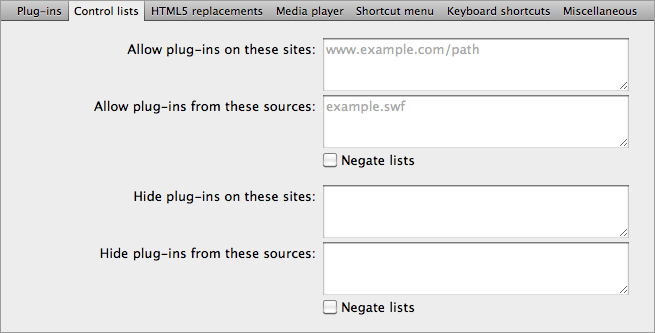 Plug-ins Control lists HTML5 replacements Media player Shortcut menu Keyboard shortcuts Miscellaneous
Allow plug-ins on these sites: www.example.com/path
Allow plug-ins from these sources: example.swf
Negate lists
Hide plug-ins on these sites:
Hide plug-ins from these sources:
Negate lists